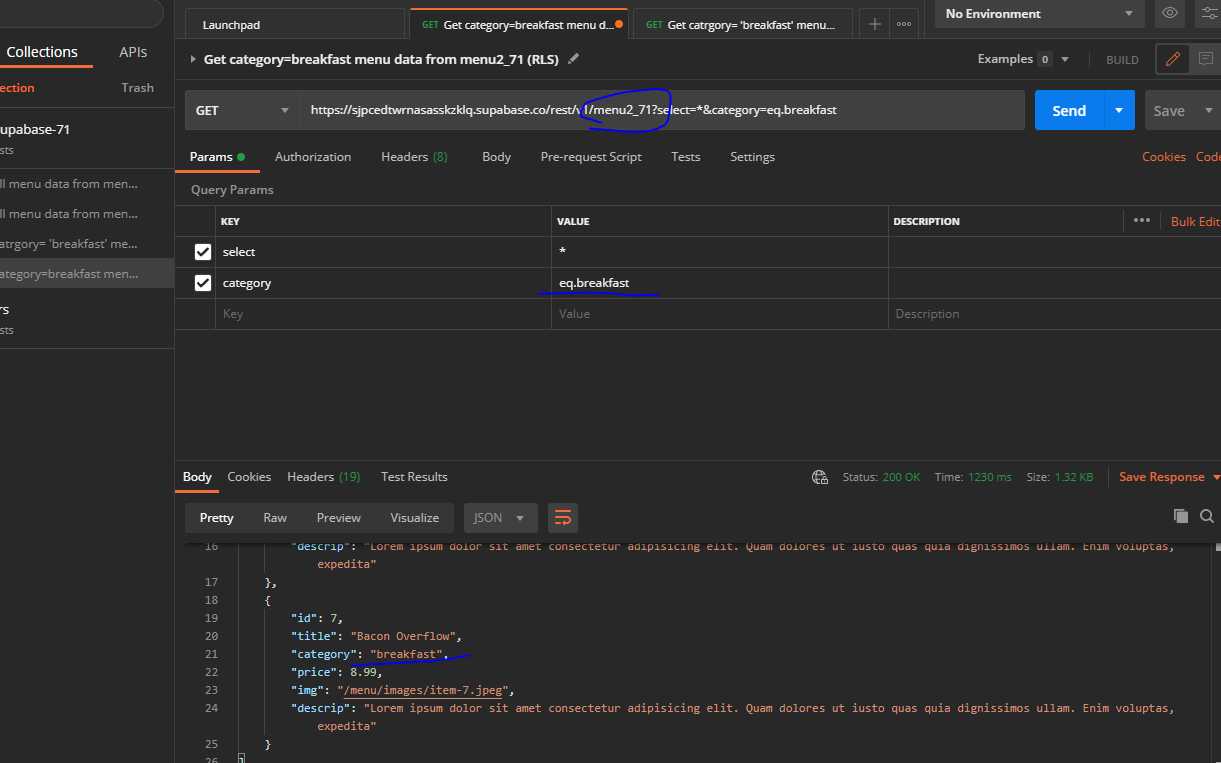 Launchpad
GET Get category=breakfast menu d...
GET Get catrgory= 'breakfast' menu...
No Environment
Collections
APIs
ection
Trash
upabase-71
sts
ll menu data from men...
ll menu data from men...
atrgory= 'breakfast' me...
ategory=breakfast men...
rs
sts
Get category=breakfast menu data from menu2_71 (RLS)
Examples 0
BUILD
GET
https://sjpcedtwrnasasskzklq.supabase.co/rest/v1/menu2_71?select=*&category=eq.breakfast
Send
Save
Params
Authorization
Headers (8)
Body
Pre-request Script
Tests
Settings
Cookies
Code
Query Params
KEY VALUE DESCRIPTION
Bulk Edit
select *
category eq.breakfast
Key Value Description
Body
Cookies
Headers (19)
Test Results
Status: 200 OK
Time: 1230 ms
Size: 1.32 KB
Save Response
Pretty
Raw
Preview
Visualize
JSON
16 "descrip": "Lorem ipsum dolor sit amet consectetur adipisicing elit. Quam dolores ut iusto quas quia dignissimos ullam. Enim voluptas,
expedita"
17 },
18 {
19 "id": 7,
20 "title": "Bacon Overflow",
21 "category": "breakfast",
22 "price": 8.99,
23 "img": "/menu/images/item-7.jpeg",
24 "descrip": "Lorem ipsum dolor sit amet consectetur adipisicing elit. Quam dolores ut iusto quas quia dignissimos ullam. Enim voluptas,
expedita"
25 }
26 ]